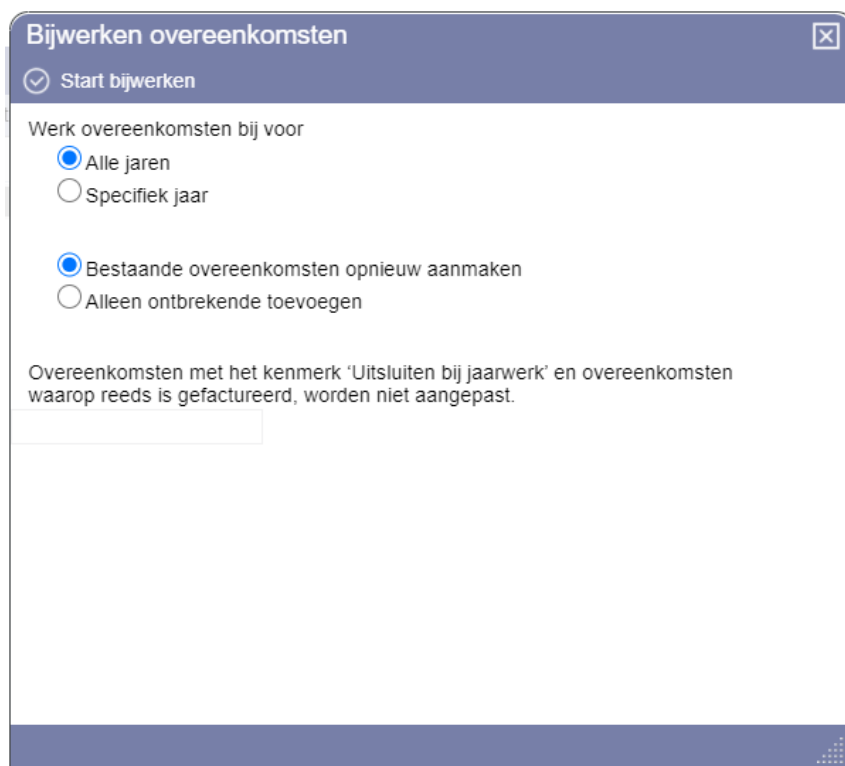 Bijwerken overeenkomsten
Start bijwerken
Werk overeenkomsten bij voor
Alle jaren
Specifiek jaar
Bestaande overeenkomsten opnieuw aanmaken
Alleen ontbrekende toevoegen
Overeenkomsten met het kenmerk ‘Uitsluiten bij jaarwerk’ en overeenkomsten
waarop reeds is gefactureerd, worden niet aangepast.